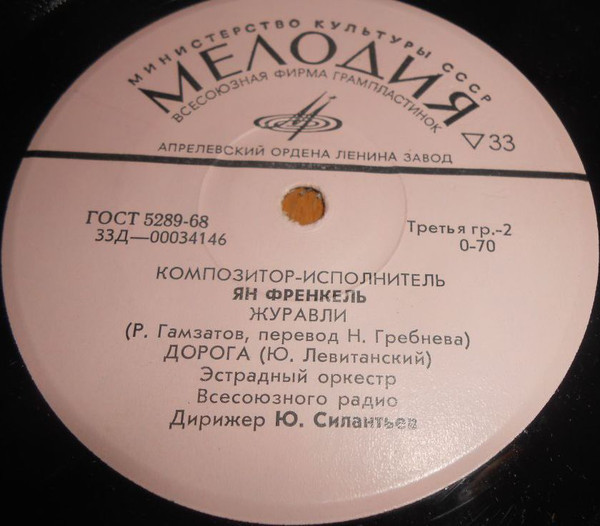 МИНИСТЕРСТВО КУЛЬТУРЫ СССР
МЕЛОДИЯ
ВСЕСОЮЗНАЯ ФИРМА ГРАМПЛАСТИНОК
▽33
АПРЕЛЕВСКИЙ ОРДЕНА ЛЕНИНА ЗАВОД
ГОСТ 5289-68
33Д—00034146
Третья гр.-2
0-70
КОМПОЗИТОР-ИСПОЛНИТЕЛЬ
ЯН ФРЕНКЕЛЬ
ЖУРАВЛИ
(Р. Гамзатов, перевод Н. Гребнева)
ДОРОГА (Ю. Левитанский)
Эстрадный оркестр
Всесоюзного радио
Дирижер Ю. Силантьев